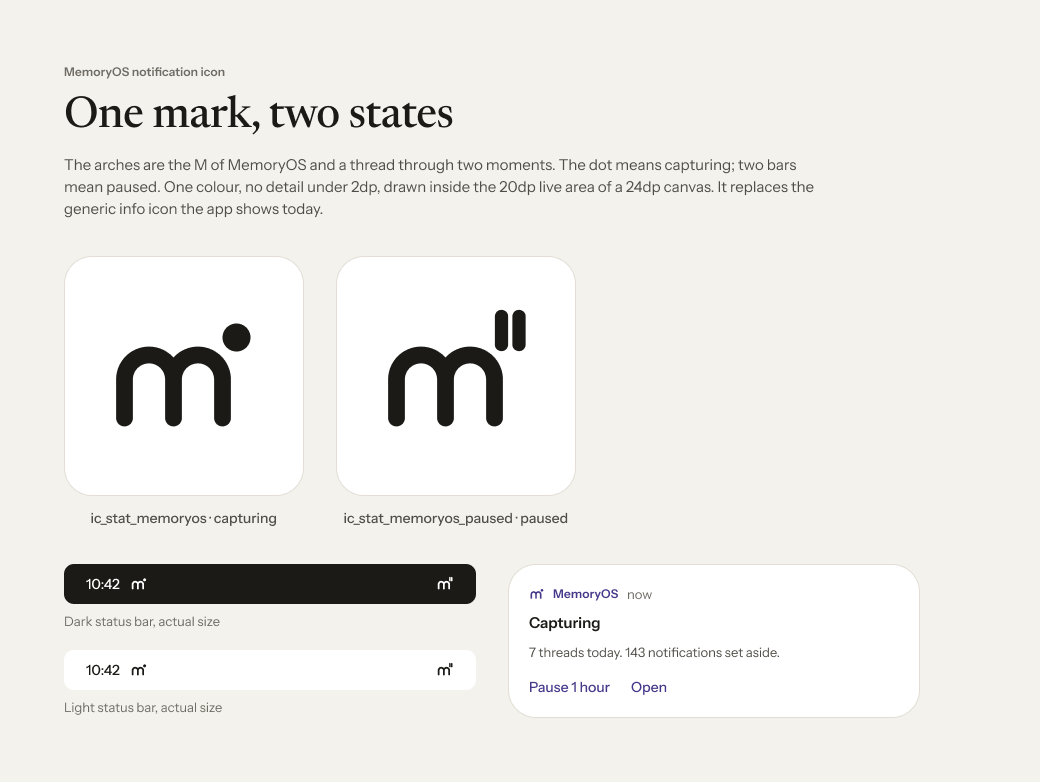 MemoryOS notification icon
One mark, two states
The arches are the M of MemoryOS and a thread through two moments. The dot means capturing; two bars
mean paused. One colour, no detail under 2dp, drawn inside the 20dp live area of a 24dp canvas. It replaces the
generic info icon the app shows today.
ic_stat_memoryos · capturing
ic_stat_memoryos_paused · paused
10:42
Dark status bar, actual size
10:42
Light status bar, actual size
MemoryOS now
Capturing
7 threads today. 143 notifications set aside.
Pause 1 hour Open